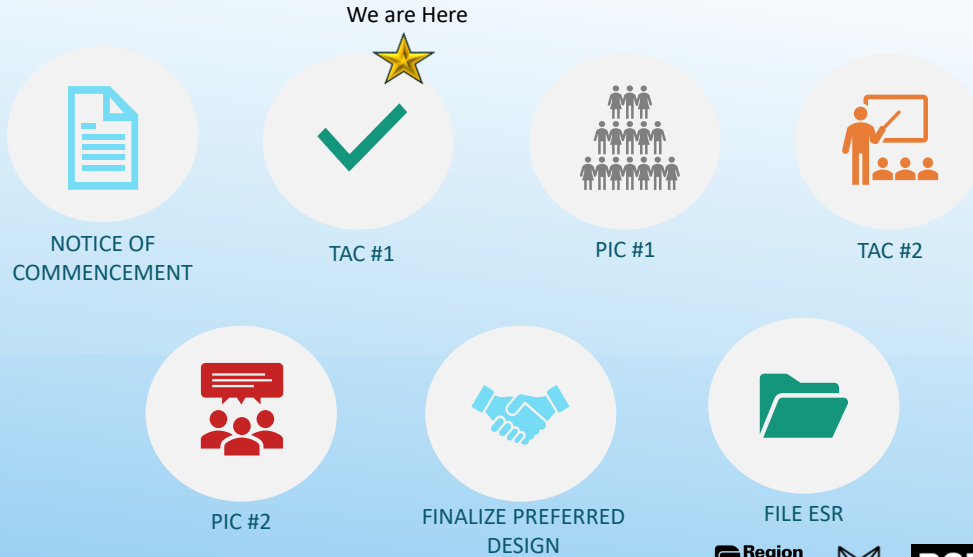 We are Here
NOTICE OF
COMMENCEMENT
TAC #1
PIC #1
TAC #2
PIC #2
FINALIZE PREFERRED
DESIGN
FILE ESR
Region